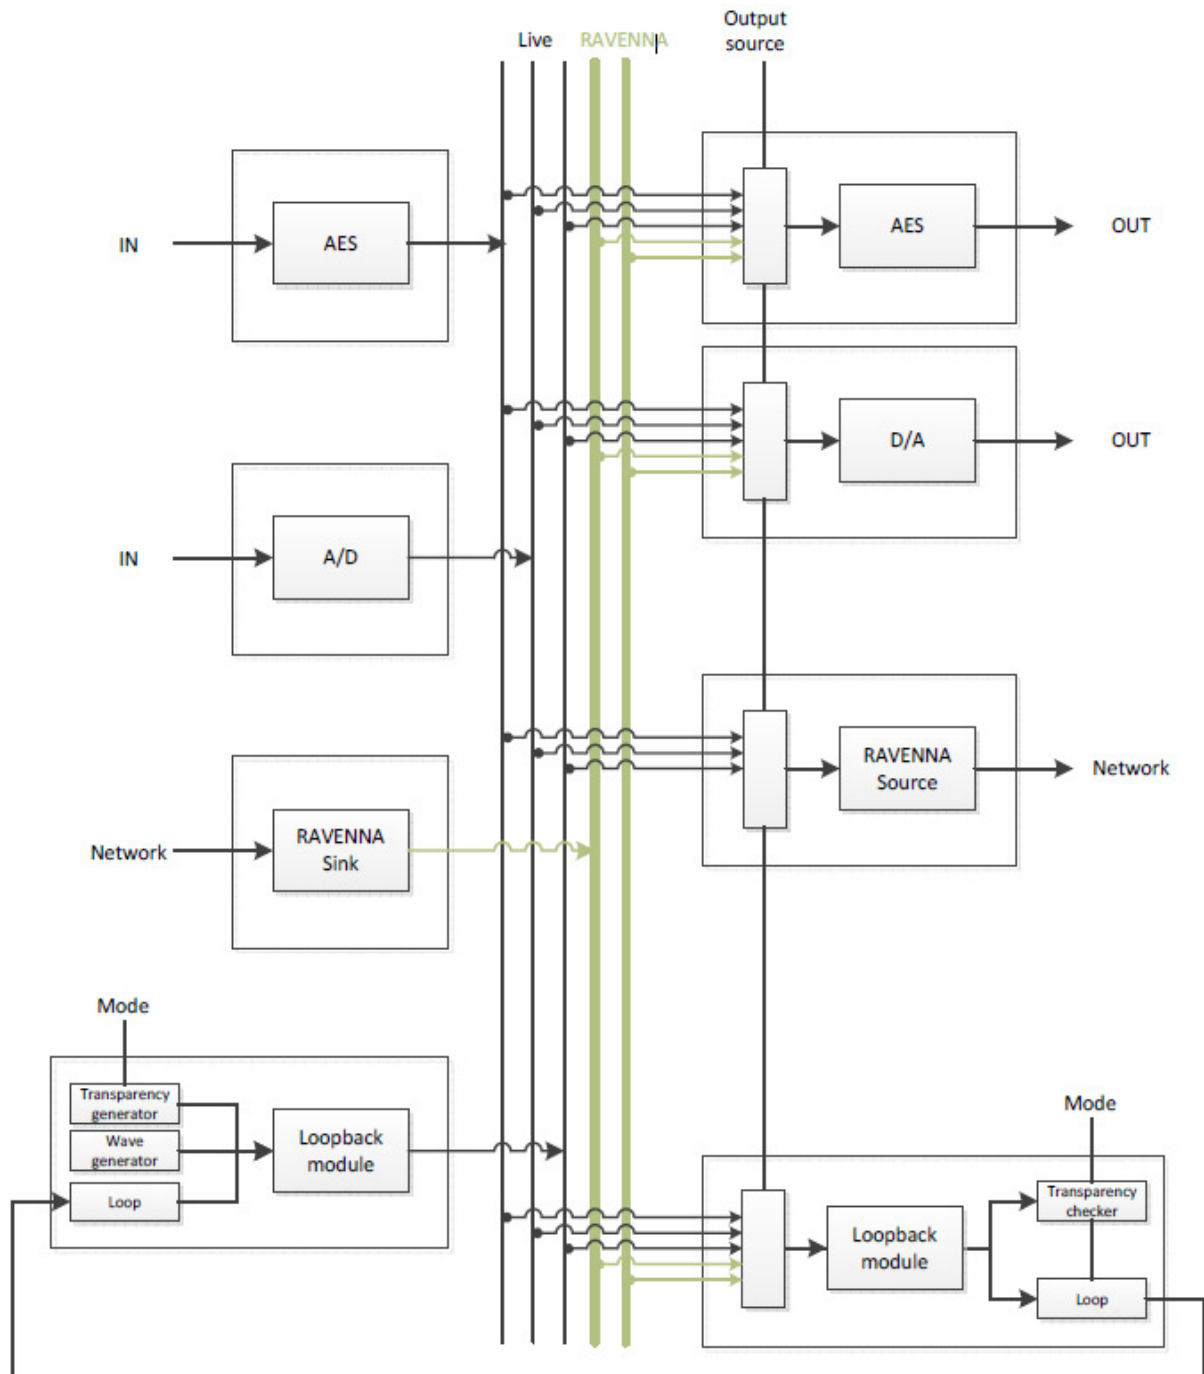 Live
RAVENNA
Output
source
IN
AES
AES
OUT
D/A
OUT
IN
A/D
RAVENNA
Source
Network
Network
RAVENNA
Sink
Mode
Transparency
generator
Wave
generator
Loop
Loopback
module
Mode
Loopback
module
Transparency
checker
Loop